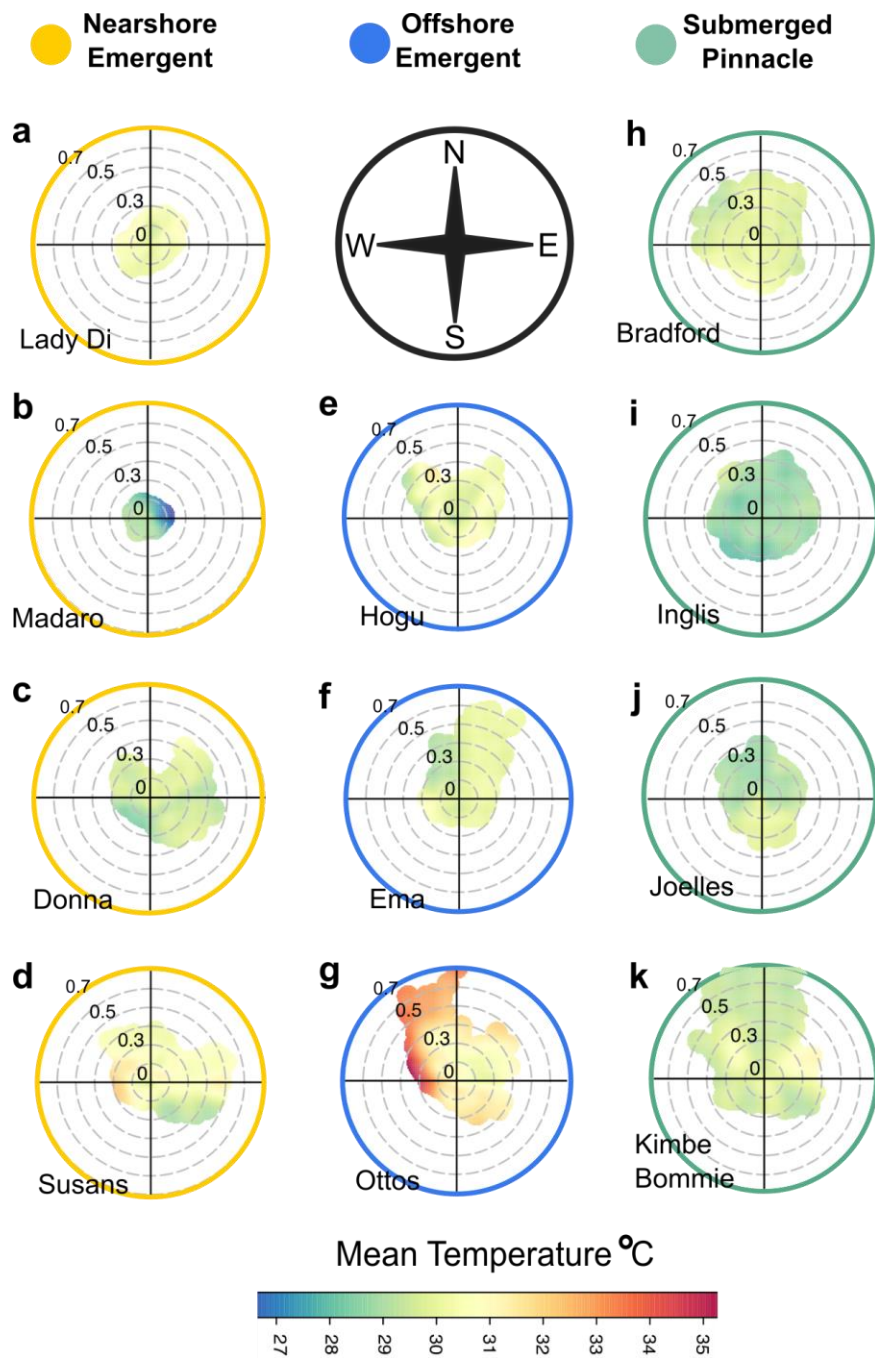 Nearshore
Emergent
Offshore
Emergent
Submerged
Pinnacle
a
0.7
0.5
0.3
0
Lady Di
N
W
E
S
h
0.7
0.5
0.3
0
Bradford
b
0.7
0.5
0.3
0
Madaro
e
0.7
0.5
0.3
0
Hogu
i
0.7
0.5
0.3
0
Inglis
c
0.7
0.5
0.3
0
Donna
f
0.7
0.5
0.3
0
Ema
j
0.7
0.5
0.3
0
Joelles
d
0.7
0.5
0.3
0
Susans
g
0.7
0.5
0.3
0
Ottos
k
0.7
0.5
0.3
0
Kimbe
Bommie
Mean Temperature °C
27 28 29 30 31 32 33 34 35